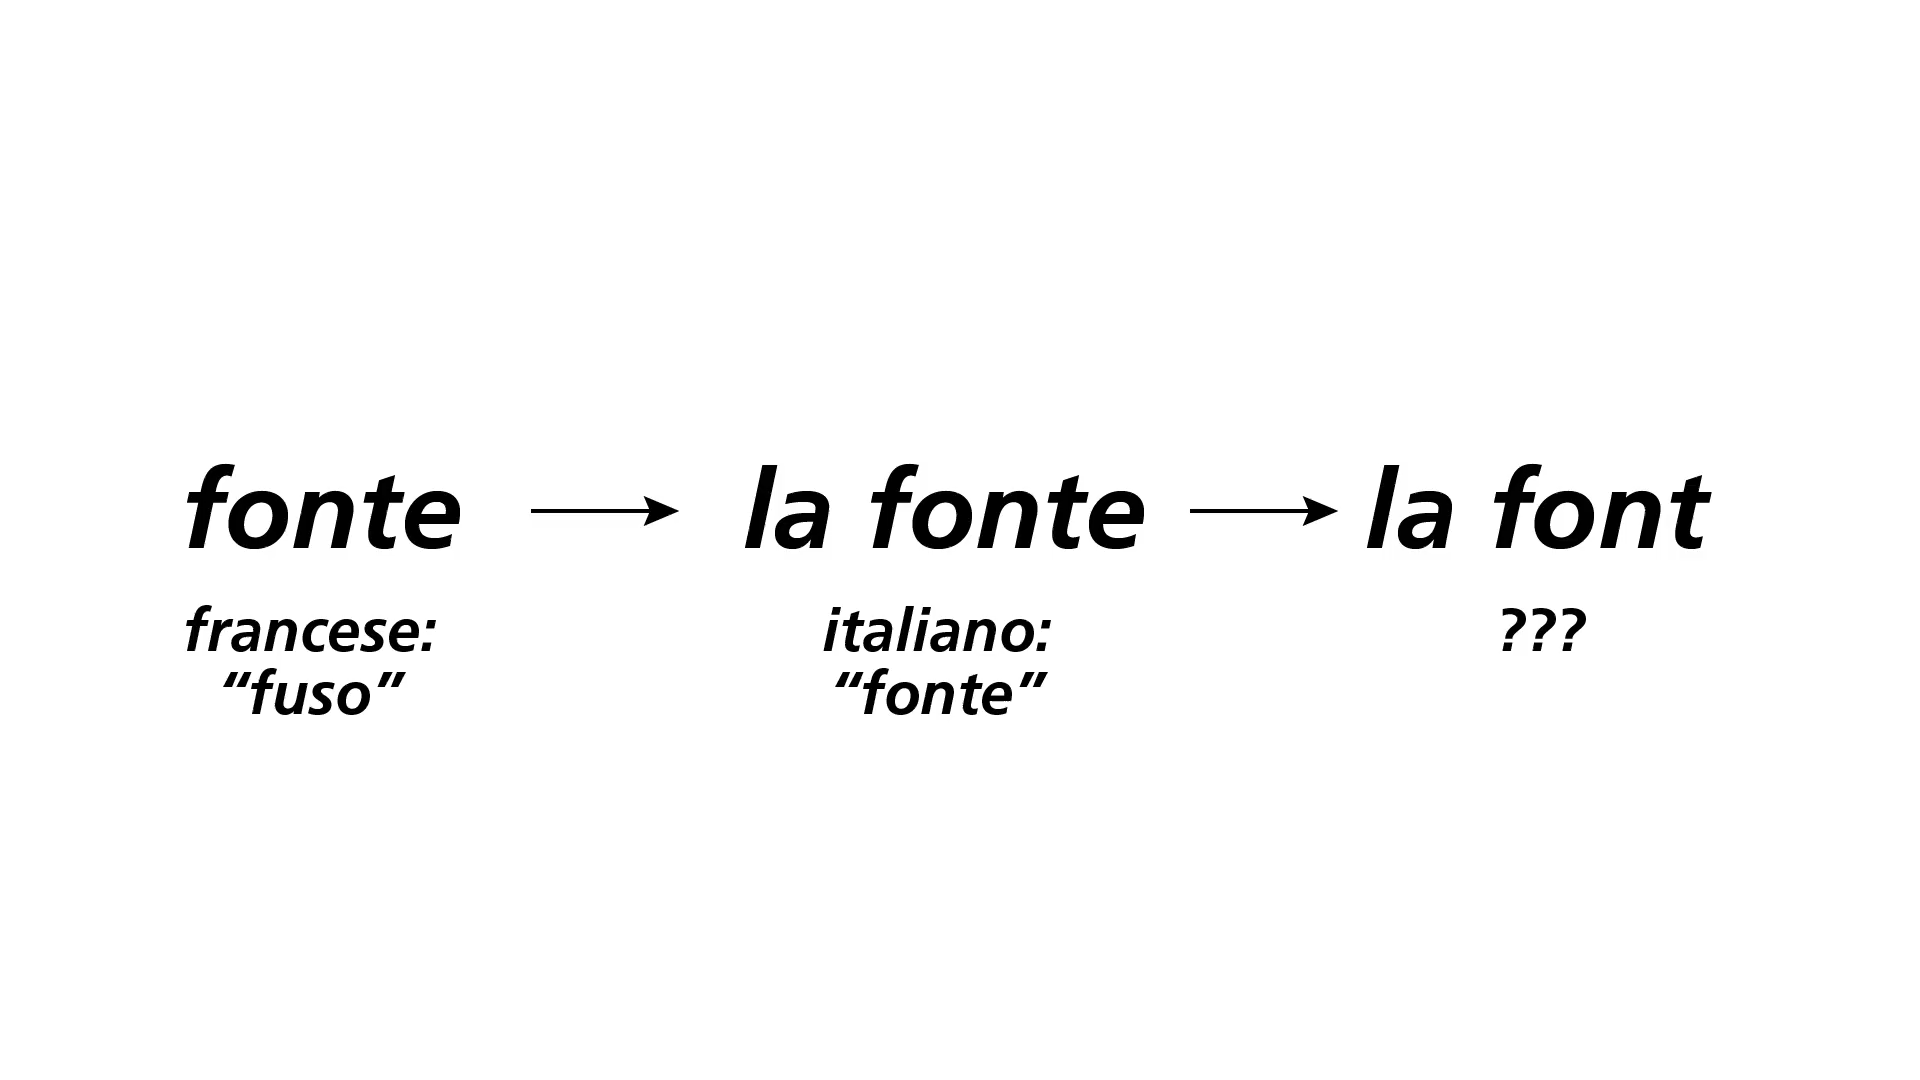 fonte → la fonte → la font
francese: italiano: ???
"fuso" "fonte"